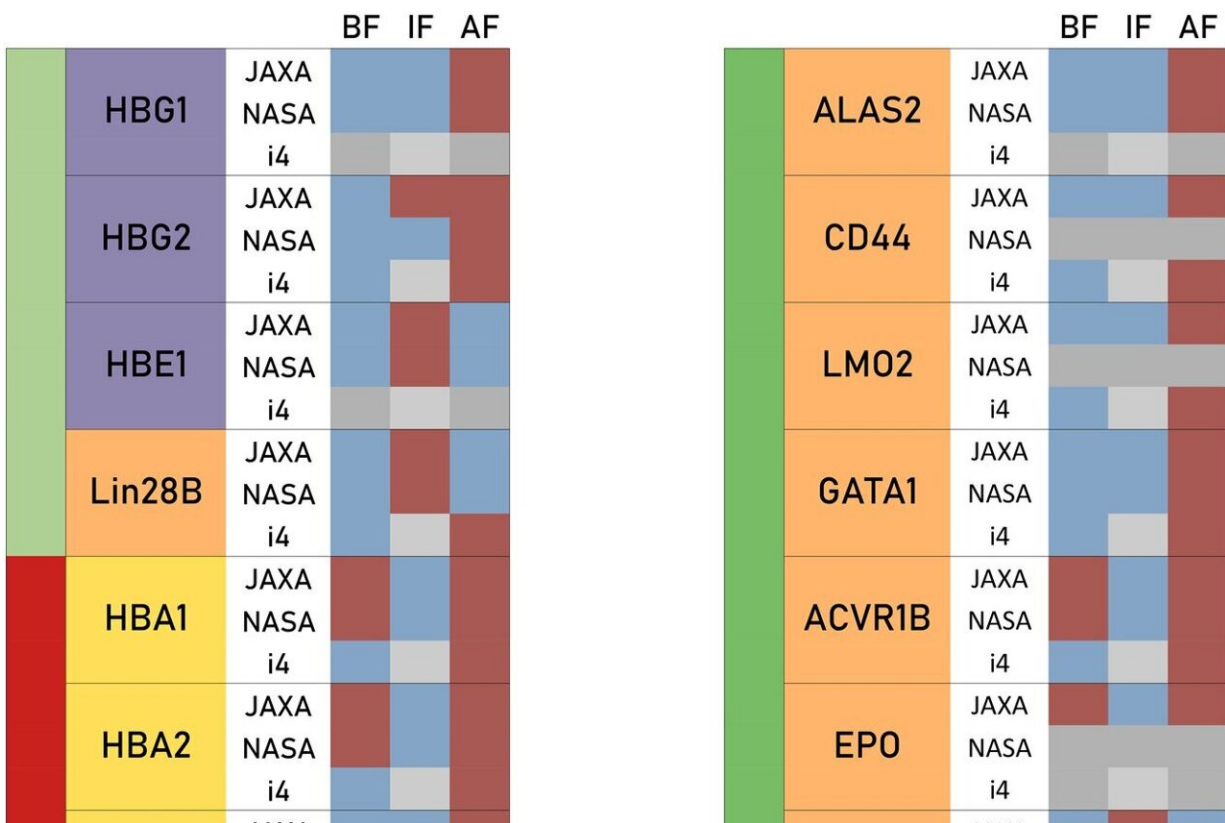 BF IF AF
HBG1
JAXA
NASA
i4
HBG2
JAXA
NASA
i4
HBE1
JAXA
NASA
i4
Lin28B
JAXA
NASA
i4
HBA1
JAXA
NASA
i4
HBA2
JAXA
NASA
i4
BF IF AF
ALAS2
JAXA
NASA
i4
CD44
JAXA
NASA
i4
LMO2
JAXA
NASA
i4
GATA1
JAXA
NASA
i4
ACVR1B
JAXA
NASA
i4
EPO
JAXA
NASA
i4